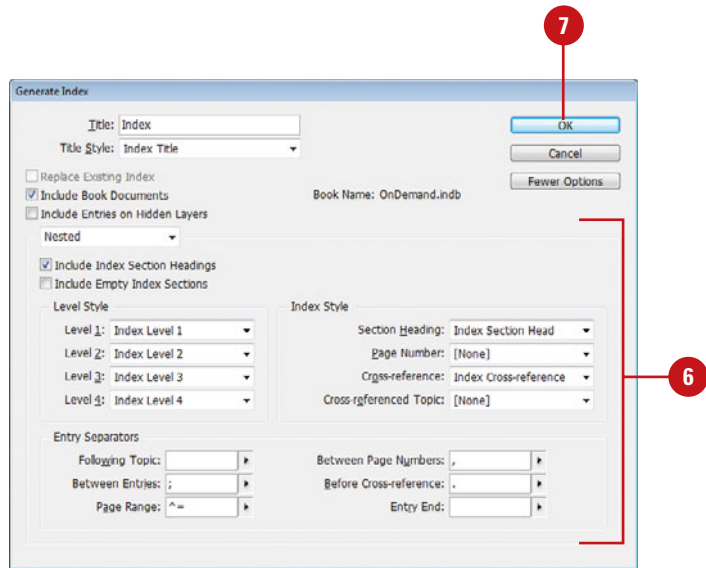 7
Generate Index
Title: Index
OK
Title Style: Index Title
Cancel
Replace Existing Index
Fewer Options
Include Book Documents
Book Name: OnDemand.indb
Include Entries on Hidden Layers
Nested
Include Index Section Headings
Include Empty Index Sections
Level Style
Level 1: Index Level 1
Level 2: Index Level 2
Level 3: Index Level 3
Level 4: Index Level 4
Index Style
Section Heading: Index Section Head
Page Number: [None]
Cross-reference: Index Cross-reference
Cross-referenced Topic: [None]
6
Entry Separators
Following Topic:
Between Entries: ;
Page Range: ^=
Between Page Numbers: ,
Before Cross-reference: .
Entry End: